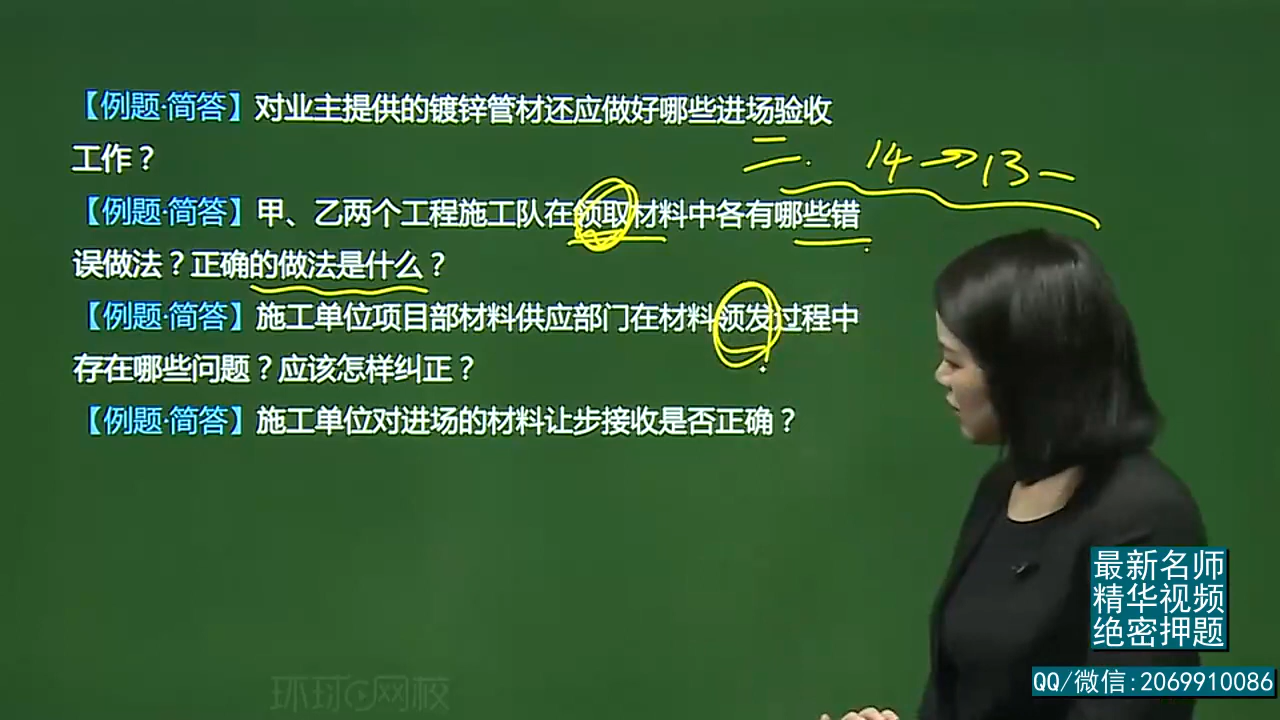 【例题·简答】对业主提供的镀锌管材还应做好哪些进场验收
工作？
二. 14→13-
【例题·简答】甲、乙两个工程施工队在领取材料中各有哪些错
误做法？正确的做法是什么？
【例题·简答】施工单位项目部材料供应部门在材料领发过程中
存在哪些问题？应该怎样纠正？
【例题·简答】施工单位对进场的材料让步接收是否正确？
最新名师
精华视频
绝密押题
QQ/微信:2069910086
环球网校